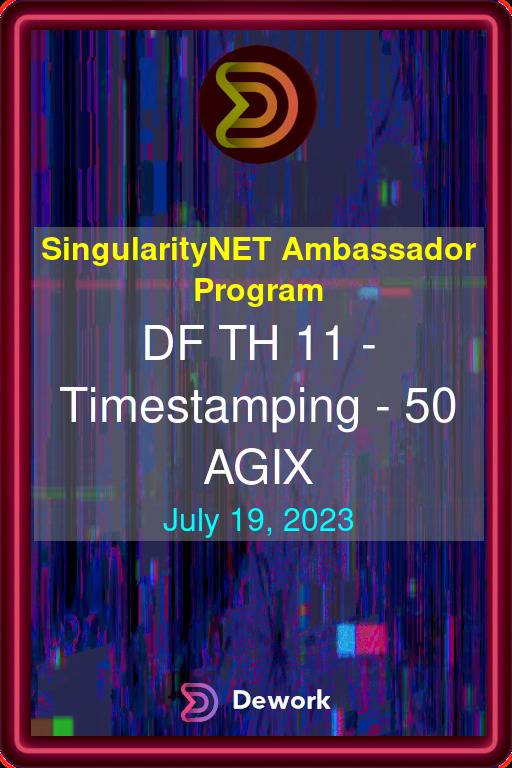 SingularityNET Ambassador
Program
DF TH 11 -
Timestamping - 50
AGIX
July 19, 2023
Dework